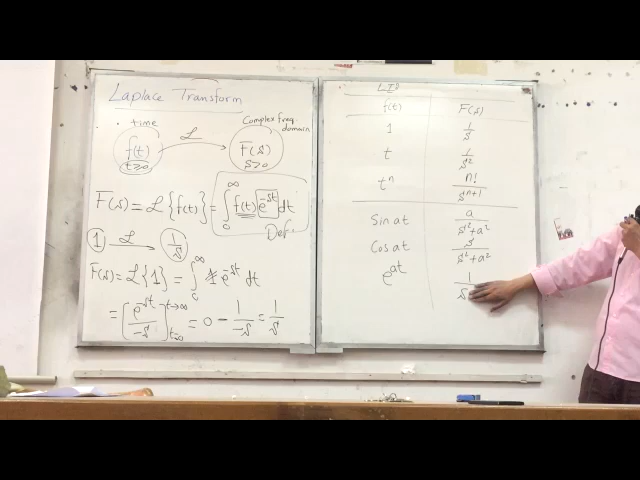 Laplace Transform
time
Complex freq. domain
f(t) ℒ F(s)
t≥0 s>0
F(s) = ℒ{f(t)} = ∫₀^∞ f(t) e^{-st} dt
Def.
1 ℒ 1/s
F(s) = ℒ{1} = ∫₀^∞ 1 e^{-st} dt
= [e^{-st}/-s] t→∞ = 0 - 1/-s = 1/s
f(t) F(s)
1 1/s
t 1/s²
tⁿ n!/s^{n+1}
Sin at a/s²+a²
Cos at s/s²+a²
e^{at} 1/s